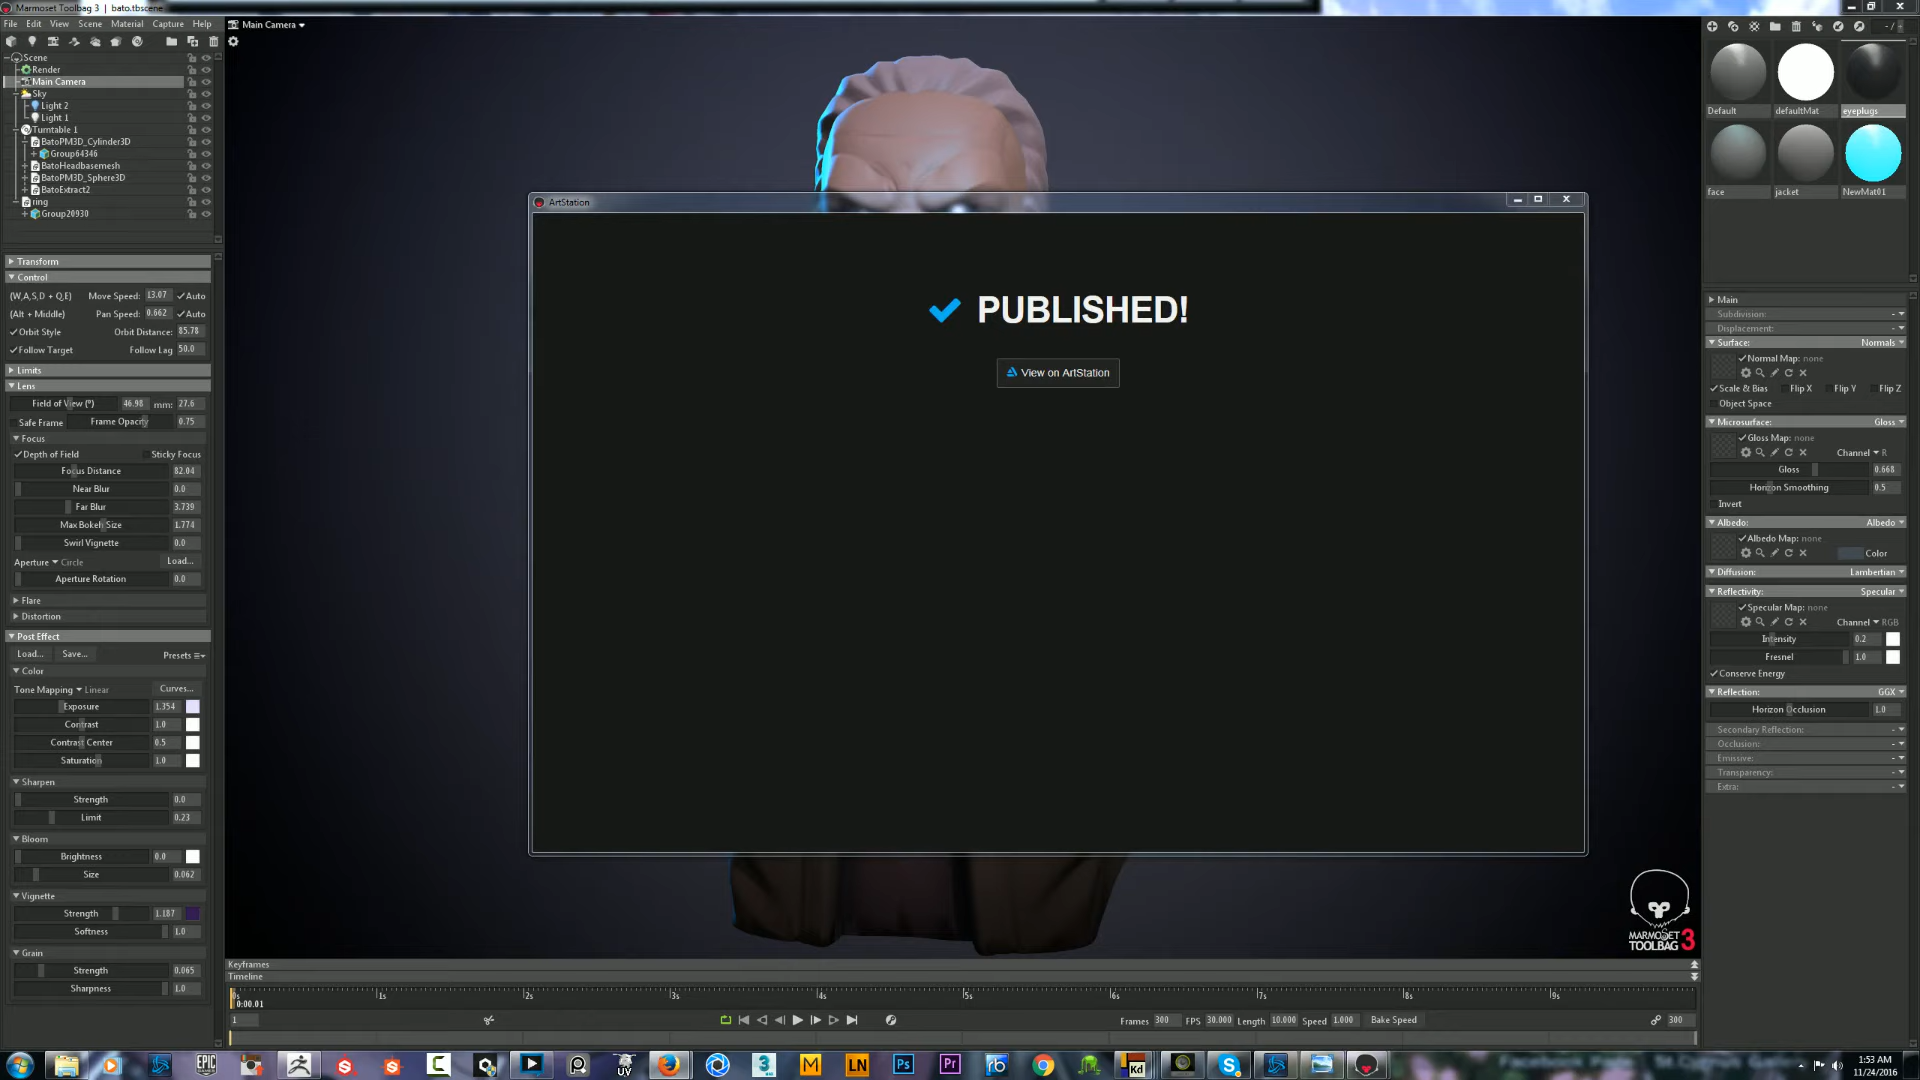 Marmoset Toolbag 3 | bato.tbscene
File Edit View Scene Material Capture Help
Main Camera
Scene
Render
Main Camera
Sky
Light 2
Light 1
Turntable 1
BatoPM3D_Cylinder3D
Group64346
BatoHeadbasemesh
BatoPM3D_Sphere3D
BatoExtract2
ring
Group20930
Transform
Control
(W,A,S,D + Q,E) Move Speed: 13.07 Auto
(Alt + Middle) Pan Speed: 0.662 Auto
Orbit Style Orbit Distance: 85.78
Follow Target Follow Lag 50.0
Limits
Lens
Field of View (º) 46.98 mm: 27.6
Safe Frame Frame Opacity 0.75
Focus
Depth of Field Sticky Focus
Focus Distance 82.04
Near Blur 0.0
Far Blur 3.739
Max Bokeh Size 1.774
Swirl Vignette 0.0
Aperture Circle Load...
Aperture Rotation 0.0
Flare
Distortion
Post Effect
Load... Save... Presets
Color
Tone Mapping Linear Curves...
Exposure 1.354
Contrast 1.0
Contrast Center 0.5
Saturation 1.0
Sharpen
Strength 0.0
Limit 0.23
Bloom
Brightness 0.0
Size 0.062
Vignette
Strength 1.187
Softness 1.0
Grain
Strength 0.065
Sharpness 1.0
ArtStation
PUBLISHED!
View on ArtStation
MARMOSET
TOOLBAG 3
Default defaultMat eyeplugs
face jacket NewMat01
Main
Subdivision: -
Displacement: -
Surface: Normals
Normal Map: none
Scale & Bias Flip X Flip Y Flip Z
Object Space
Microsurface: Gloss
Gloss Map: none
Channel R
Gloss 0.668
Horizon Smoothing 0.5
Invert
Albedo: Albedo
Albedo Map: none
Color
Diffusion: Lambertian
Reflectivity: Specular
Specular Map: none
Channel RGB
Intensity 0.2
Fresnel 1.0
Conserve Energy
Reflection: GGX
Horizon Occlusion 1.0
Secondary Reflection: -
Occlusion: -
Emissive: -
Transparency: -
Extra: -
Keyframes
Timeline
0s 1s 2s 3s 4s 5s 6s 7s 8s 9s
0:00.01
1
Frames 300 FPS 30.000 Length 10.000 Speed 1.000 Bake Speed
300
EPIC
UV
3
M
LN
Ps
Pr
rb
Kd
1:53 AM
11/24/2016